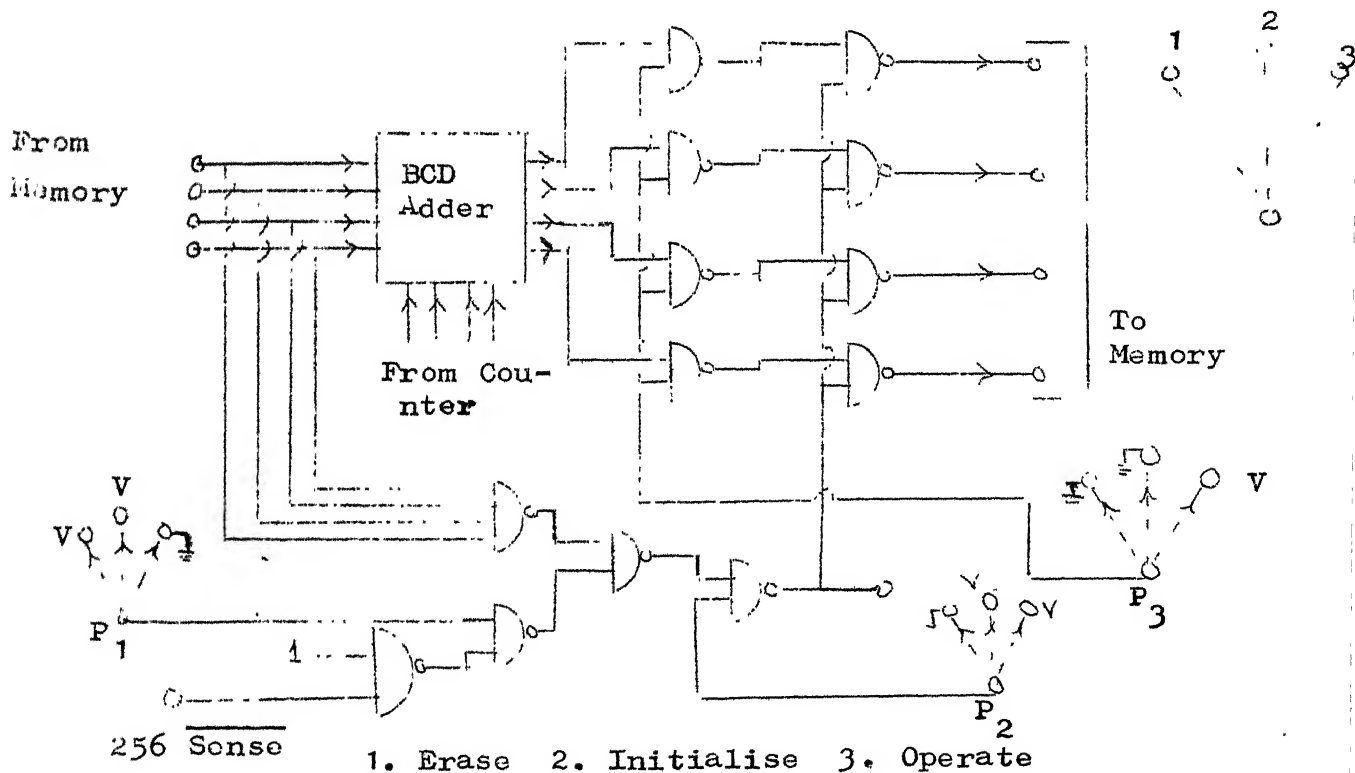 1 2 3
From
Memory
BCD
Adder
From Cou-
nter
To
Memory
V
V
P1
1
V
P3
V
V
P2
256 Sense
1. Erase 2. Initialise 3. Operate